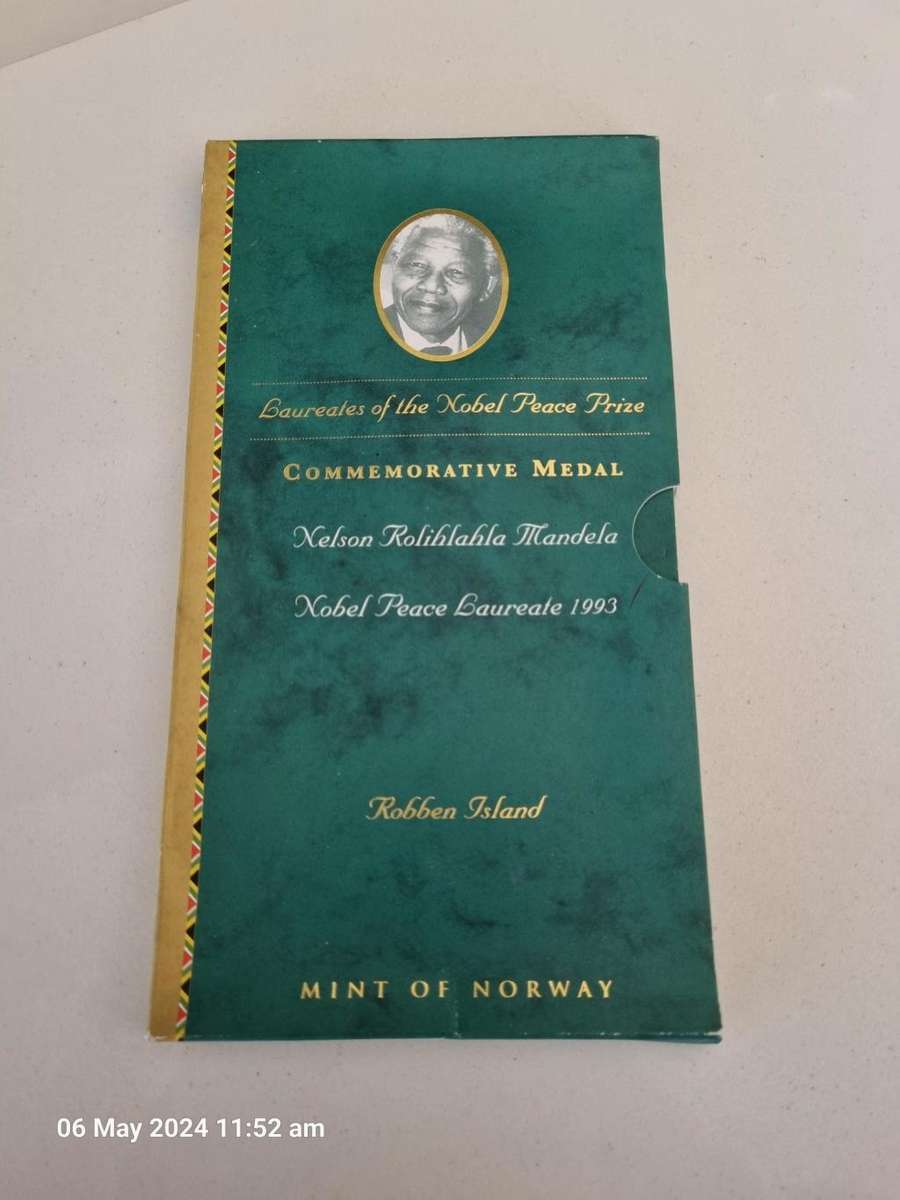 Laureates of the Nobel Peace Prize
COMMEMORATIVE MEDAL
Nelson Rolihlahla Mandela
Nobel Peace Laureate 1993
Robben Island
MINT OF NORWAY
06 May 2024 11:52 am